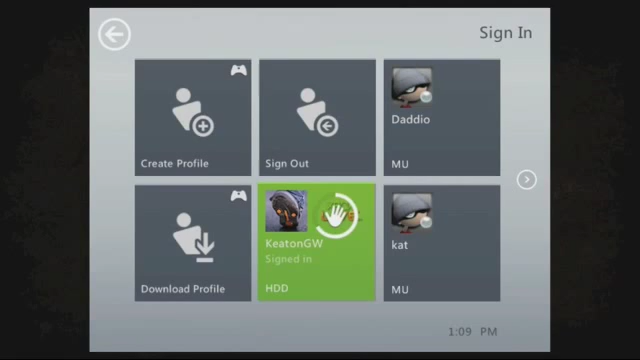 Sign In
Create Profile
Sign Out
Daddio
MU
Download Profile
KeatonGW
Signed in
HDD
kat
MU
1:09 PM